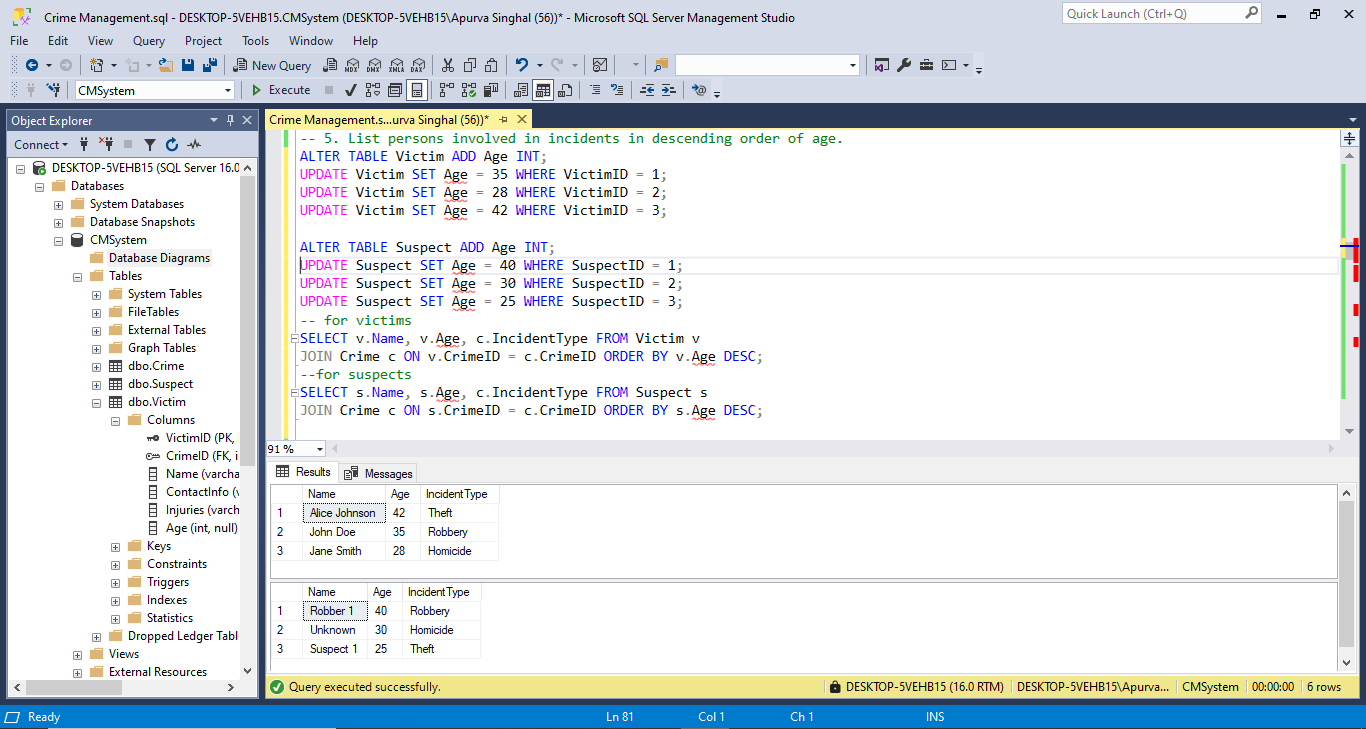 Crime Management.sql - DESKTOP-5VEHB15.CMSystem (DESKTOP-5VEHB15\Apurva Singhal (56))* - Microsoft SQL Server Management Studio
Quick Launch (Ctrl+Q)
File Edit View Query Project Tools Window Help
New Query MDX DMX XMLA DAX
CMSystem Execute
Object Explorer
Connect
DESKTOP-5VEHB15 (SQL Server 16.0
Databases
System Databases
Database Snapshots
CMSystem
Database Diagrams
Tables
System Tables
FileTables
External Tables
Graph Tables
dbo.Crime
dbo.Suspect
dbo.Victim
Columns
VictimID (PK,
CrimeID (FK, i
Name (varcha
ContactInfo (v
Injuries (varch
Age (int, null)
Keys
Constraints
Triggers
Indexes
Statistics
Dropped Ledger Tabl
Views
External Resources
Crime Management.s...urva Singhal (56))*
-- 5. List persons involved in incidents in descending order of age.
ALTER TABLE Victim ADD Age INT;
UPDATE Victim SET Age = 35 WHERE VictimID = 1;
UPDATE Victim SET Age = 28 WHERE VictimID = 2;
UPDATE Victim SET Age = 42 WHERE VictimID = 3;
ALTER TABLE Suspect ADD Age INT;
UPDATE Suspect SET Age = 40 WHERE SuspectID = 1;
UPDATE Suspect SET Age = 30 WHERE SuspectID = 2;
UPDATE Suspect SET Age = 25 WHERE SuspectID = 3;
-- for victims
SELECT v.Name, v.Age, c.IncidentType FROM Victim v
JOIN Crime c ON v.CrimeID = c.CrimeID ORDER BY v.Age DESC;
--for suspects
SELECT s.Name, s.Age, c.IncidentType FROM Suspect s
JOIN Crime c ON s.CrimeID = c.CrimeID ORDER BY s.Age DESC;
91 %
Results Messages
Name Age IncidentType
1 Alice Johnson 42 Theft
2 John Doe 35 Robbery
3 Jane Smith 28 Homicide
Name Age IncidentType
1 Robber 1 40 Robbery
2 Unknown 30 Homicide
3 Suspect 1 25 Theft
Query executed successfully. DESKTOP-5VEHB15 (16.0 RTM) DESKTOP-5VEHB15\Apurva... CMSystem 00:00:00 6 rows
Ready Ln 81 Col 1 Ch 1 INS